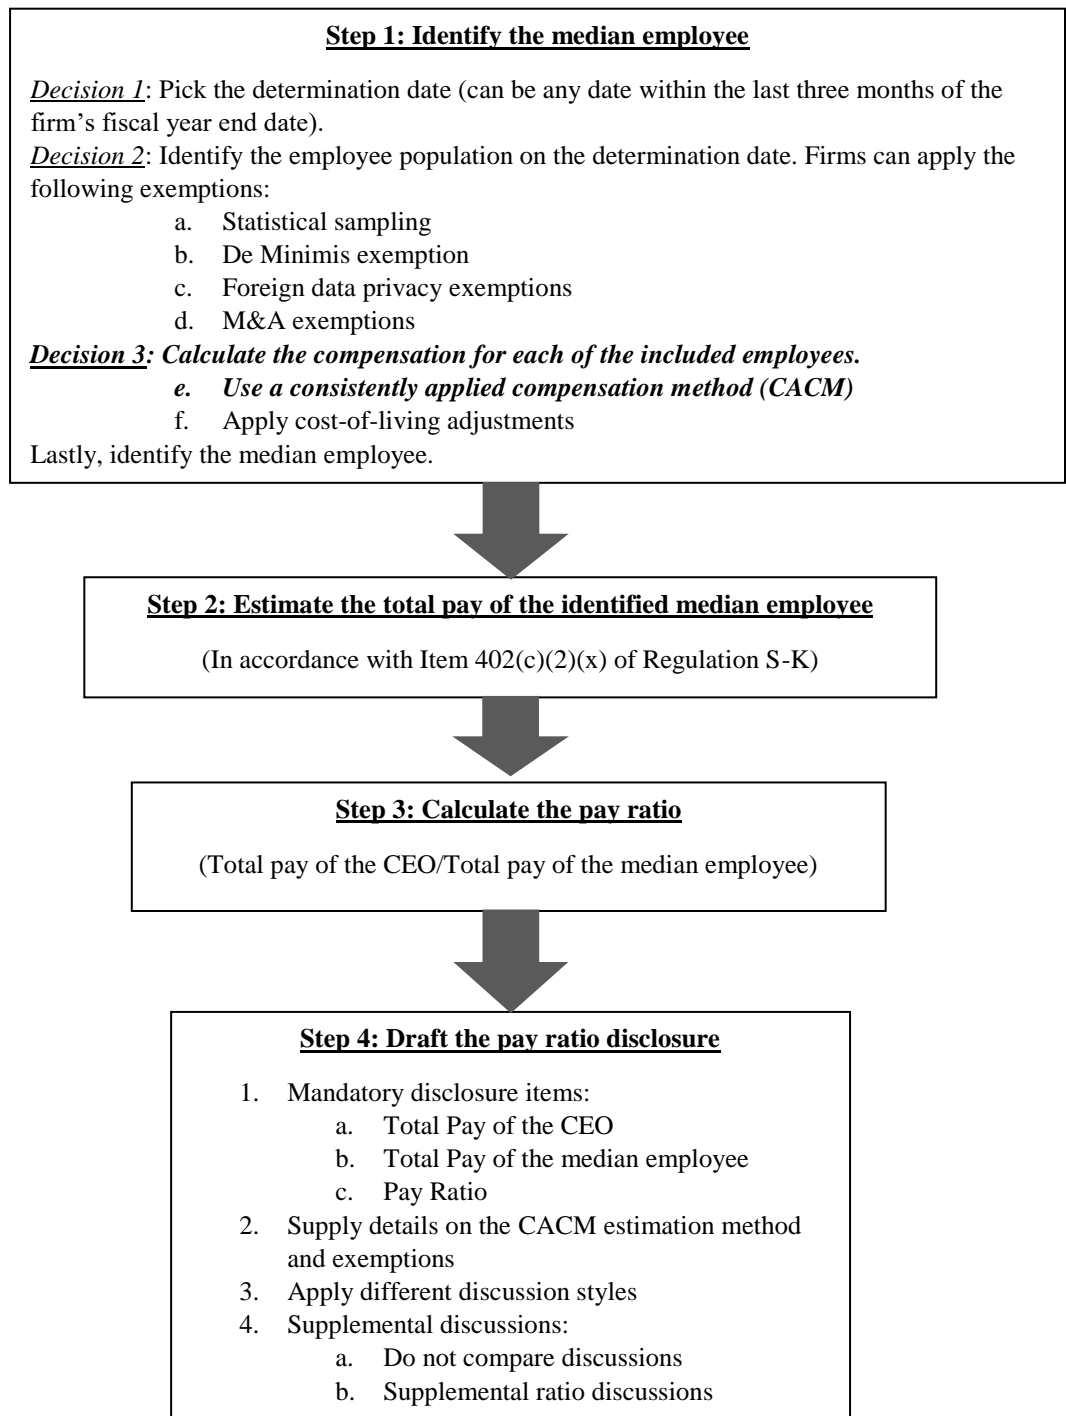 Step 1: Identify the median employee
Decision 1: Pick the determination date (can be any date within the last three months of the
firm's fiscal year end date).
Decision 2: Identify the employee population on the determination date. Firms can apply the
following exemptions:
a. Statistical sampling
b. De Minimis exemption
c. Foreign data privacy exemptions
d. M&A exemptions
Decision 3: Calculate the compensation for each of the included employees.
e. Use a consistently applied compensation method (CACM)
f. Apply cost-of-living adjustments
Lastly, identify the median employee.
Step 2: Estimate the total pay of the identified median employee
(In accordance with Item 402(c)(2)(x) of Regulation S-K)
Step 3: Calculate the pay ratio
(Total pay of the CEO/Total pay of the median employee)
Step 4: Draft the pay ratio disclosure
1. Mandatory disclosure items:
a. Total Pay of the CEO
b. Total Pay of the median employee
c. Pay Ratio
2. Supply details on the CACM estimation method
and exemptions
3. Apply different discussion styles
4. Supplemental discussions:
a. Do not compare discussions
b. Supplemental ratio discussions